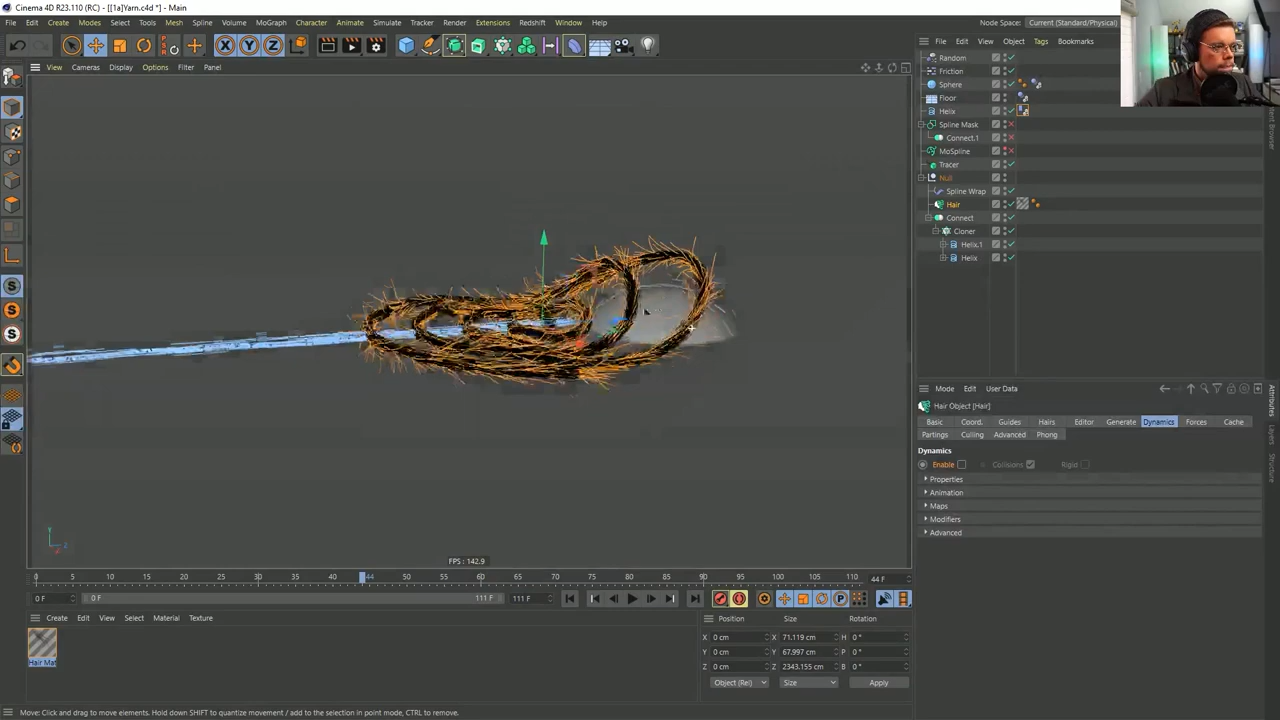 Cinema 4D R23.110 (RC) - [[1a]Yarn.c4d *] - Main
File Edit Create Modes Select Tools Mesh Spline Volume MoGraph Character Animate Simulate Tracker Render Extensions Redshift Window Help
Node Space: Current (Standard/Physical)
View Cameras Display Options Filter Panel
File Edit View Object Tags Bookmarks
Random
Friction
Sphere
Floor
Helix
Spline Mask
Connect.1
MoSpline
Tracer
Null
Spline Wrap
Hair
Connect
Cloner
Helix.1
Helix
Mode Edit User Data
Hair Object [Hair]
Basic Coord. Guides Hairs Editor Generate Dynamics Forces Cache
Partings Culling Advanced Phong
Dynamics
Enable Collisions Rigid
Properties
Animation
Maps
Modifiers
Advanced
Attributes
Layers
Structure
Y
Z
FPS : 142.9
0 5 10 15 20 25 30 35 40 44 50 55 60 65 70 75 80 85 90 95 100 105 110 44 F
0 F 0 F 111 F 111 F
Create Edit View Select Material Texture
Hair Mat
Position Size Rotation
X 0 cm X 71.119 cm H 0 °
Y 0 cm Y 67.997 cm P 0 °
Z 0 cm Z 2343.155 cm B 0 °
Object (Rel) Size Apply
Move: Click and drag to move elements. Hold down SHIFT to quantize movement / add to the selection in point mode, CTRL to remove.